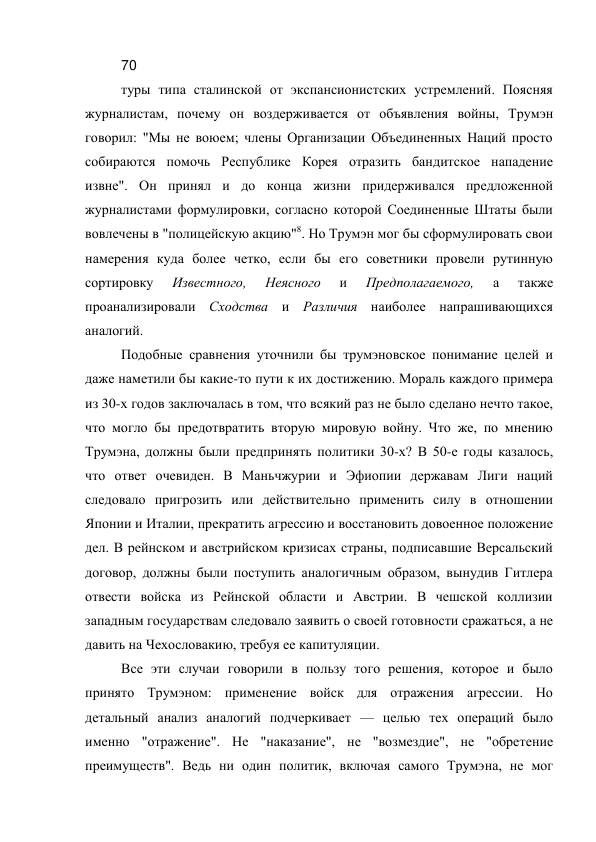 70
туры типа сталинской от экспансионистских устремлений. Поясняя
журналистам, почему он воздерживается от объявления войны, Трумэн
говорил: "Мы не воюем; члены Организации Объединенных Наций просто
собираются помочь Республике Корея отразить бандитское нападение
извне". Он принял и до конца жизни придерживался предложенной
журналистами формулировки, согласно которой Соединенные Штаты были
вовлечены в "полицейскую акцию"⁸. Но Трумэн мог бы сформулировать свои
намерения куда более четко, если бы его советники провели рутинную
сортировку Известного, Неясного и Предполагаемого, а также
проанализировали Сходства и Различия наиболее напрашивающихся
аналогий.
Подобные сравнения уточнили бы трумэновское понимание целей и
даже наметили бы какие-то пути к их достижению. Мораль каждого примера
из 30-х годов заключалась в том, что всякий раз не было сделано нечто такое,
что могло бы предотвратить вторую мировую войну. Что же, по мнению
Трумэна, должны были предпринять политики 30-х? В 50-е годы казалось,
что ответ очевиден. В Маньчжурии и Эфиопии державам Лиги наций
следовало пригрозить или действительно применить силу в отношении
Японии и Италии, прекратить агрессию и восстановить довоенное положение
дел. В рейнском и австрийском кризисах страны, подписавшие Версальский
договор, должны были поступить аналогичным образом, вынудив Гитлера
отвести войска из Рейнской области и Австрии. В чешской коллизии
западным государствам следовало заявить о своей готовности сражаться, а не
давить на Чехословакию, требуя ее капитуляции.
Все эти случаи говорили в пользу того решения, которое и было
принято Трумэном: применение войск для отражения агрессии. Но
детальный анализ аналогий подчеркивает — целью тех операций было
именно "отражение". Не "наказание", не "возмездие", не "обретение
преимуществ". Ведь ни один политик, включая самого Трумэна, не мог